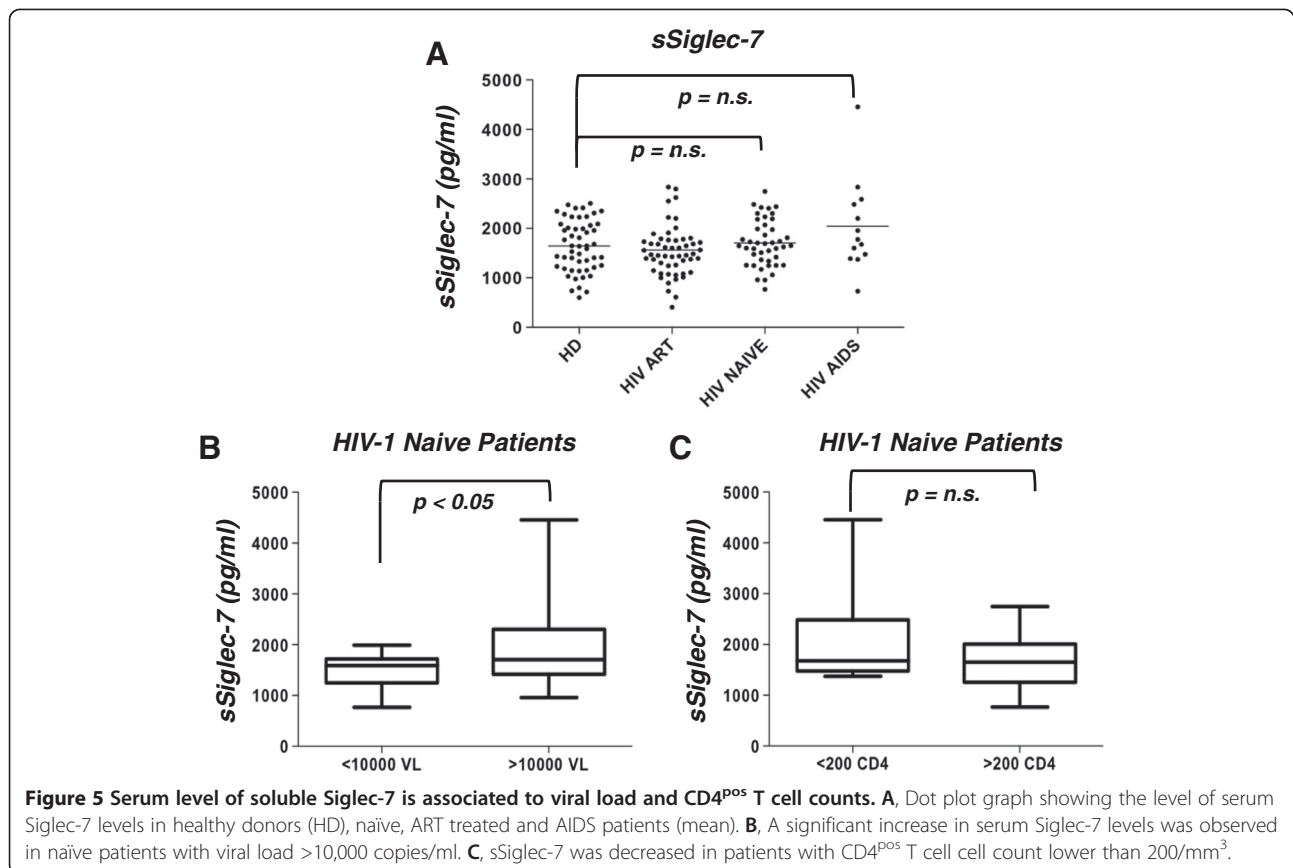 A
sSiglec-7
sSiglec-7 (pg/ml)
5000
4000
3000
2000
1000
0
p = n.s.
p = n.s.
HD
HIV ART
HIV NAIVE
HIV AIDS
B
HIV-1 Naive Patients
sSiglec-7 (pg/ml)
5000
4000
3000
2000
1000
0
p < 0.05
<10000 VL
>10000 VL
C
HIV-1 Naive Patients
sSiglec-7 (pg/ml)
5000
4000
3000
2000
1000
0
p = n.s.
<200 CD4
>200 CD4
Figure 5 Serum level of soluble Siglec-7 is associated to viral load and CD4pos T cell counts. A, Dot plot graph showing the level of serum
Siglec-7 levels in healthy donors (HD), naïve, ART treated and AIDS patients (mean). B, A significant increase in serum Siglec-7 levels was observed
in naïve patients with viral load >10,000 copies/ml. C, sSiglec-7 was decreased in patients with CD4pos T cell cell count lower than 200/mm3.